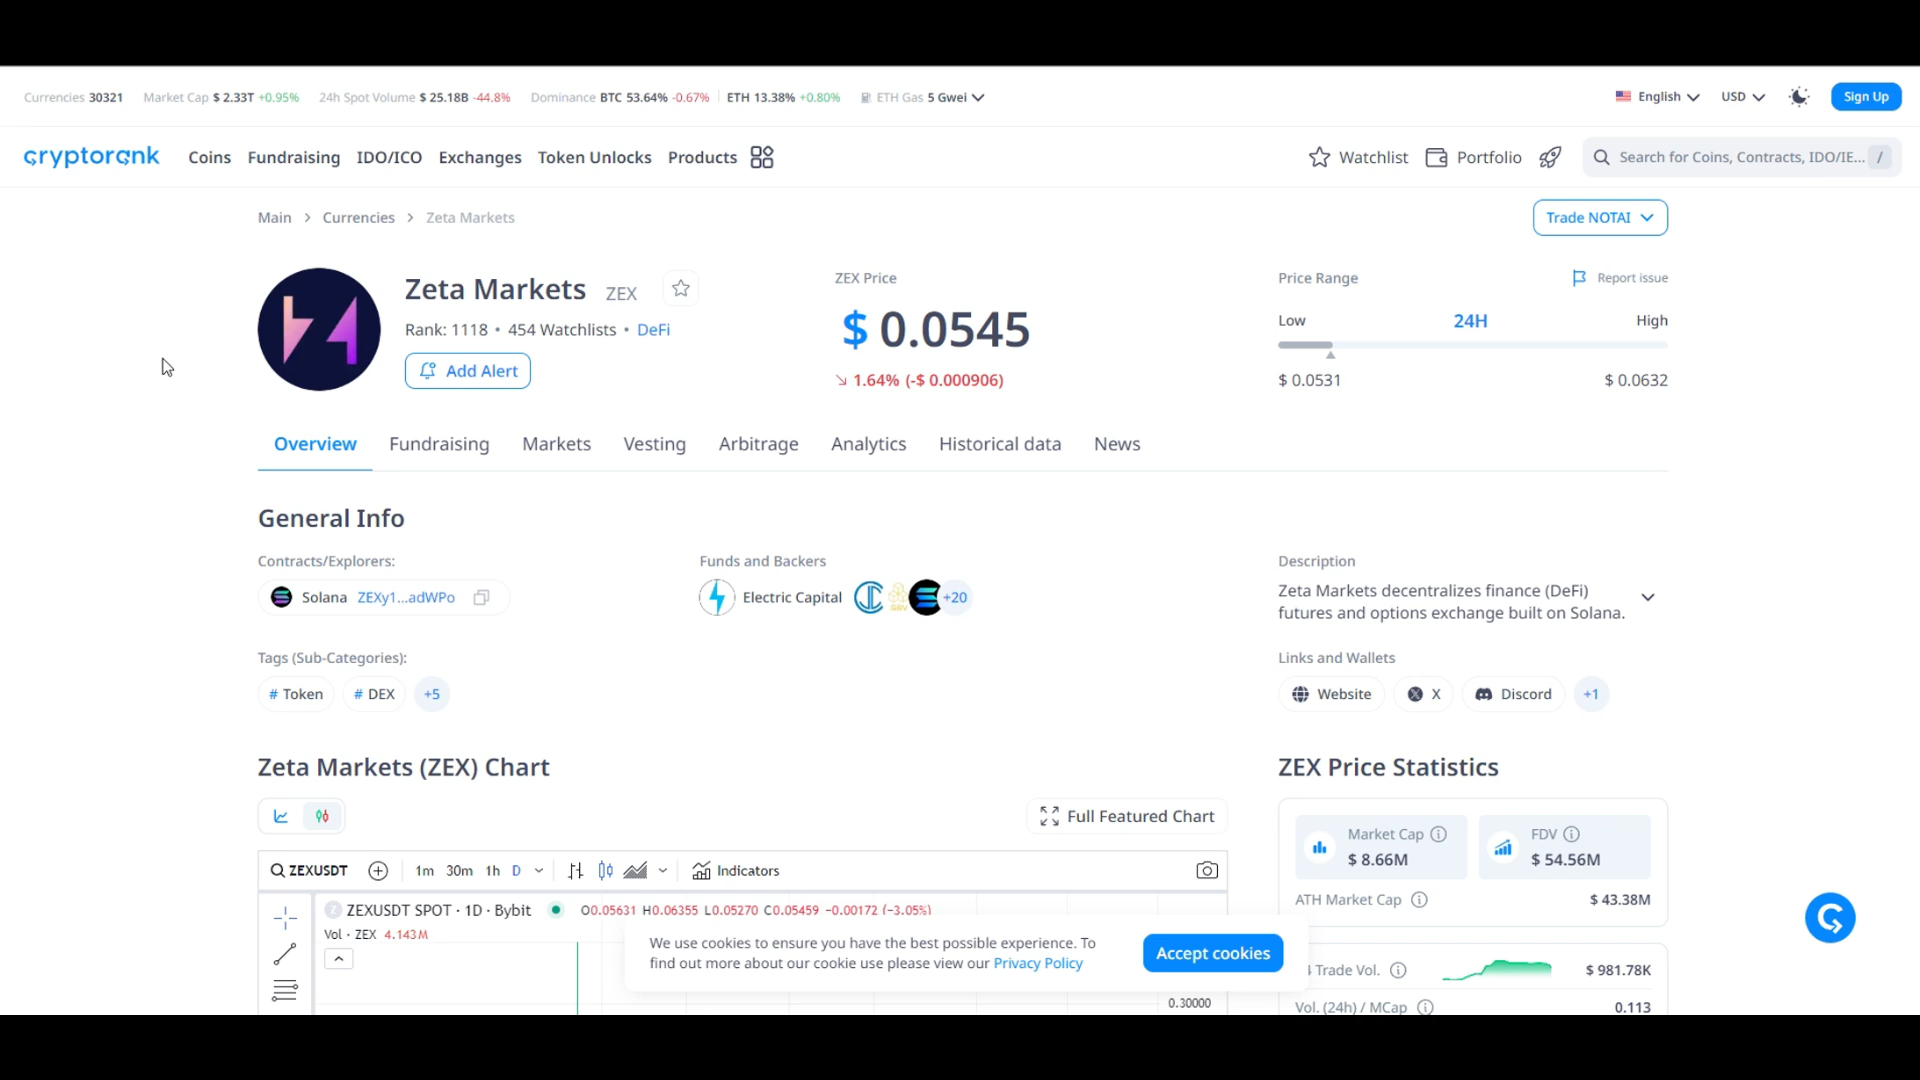 Currencies 30321 Market Cap $ 2.33T +0.95% 24h Spot Volume $ 25.18B -44.8% Dominance BTC 53.64% -0.67% ETH 13.38% +0.80% ETH Gas 5 Gwei English USD Sign Up
cryptorank Coins Fundraising IDO/ICO Exchanges Token Unlocks Products Watchlist Portfolio Search for Coins, Contracts, IDO/IE... /
Main > Currencies > Zeta Markets Trade NOTAI
Zeta Markets ZEX
Rank: 1118 • 454 Watchlists • DeFi
Add Alert
ZEX Price
$ 0.0545
1.64% (-$ 0.000906)
Price Range Report issue
Low 24H High
$ 0.0531 $ 0.0632
Overview Fundraising Markets Vesting Arbitrage Analytics Historical data News
General Info
Contracts/Explorers:
Solana ZEXy1...adWPo
Funds and Backers
Electric Capital +20
Description
Zeta Markets decentralizes finance (DeFi)
futures and options exchange built on Solana.
Tags (Sub-Categories):
# Token # DEX +5
Links and Wallets
Website X Discord +1
Zeta Markets (ZEX) Chart
Full Featured Chart
ZEXUSDT 1m 30m 1h D Indicators
ZEXUSDT SPOT · 1D · Bybit O0.05631 H0.06355 L0.05270 C0.05459 −0.00172 (−3.05%)
Vol · ZEX 4.143M
0.30000
ZEX Price Statistics
Market Cap
$ 8.66M
FDV
$ 54.56M
ATH Market Cap $ 43.38M
Trade Vol. $ 981.78K
Vol. (24h) / MCap 0.113
We use cookies to ensure you have the best possible experience. To
find out more about our cookie use please view our Privacy Policy
Accept cookies